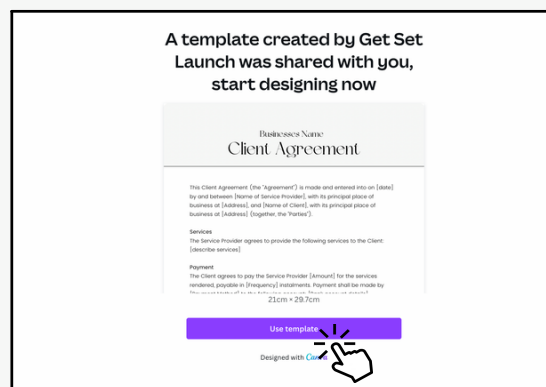 A template created by Get Set
Launch was shared with you,
start designing now
Businesses Name
Client Agreement
This Client Agreement (the "Agreement") is made and entered into on [date]
by and between [Name of Service Provider], with its principal place of
business at [Address], and [Name of Client], with its principal place of
business at [Address] (together, the "Parties").
Services
The Service Provider agrees to provide the following services to the Client:
[describe services]
Payment
The Client agrees to pay the Service Provider [Amount] for the services
rendered, payable in [Frequency] instalments. Payment shall be made by
21cm × 29.7cm
Use template
Designed with